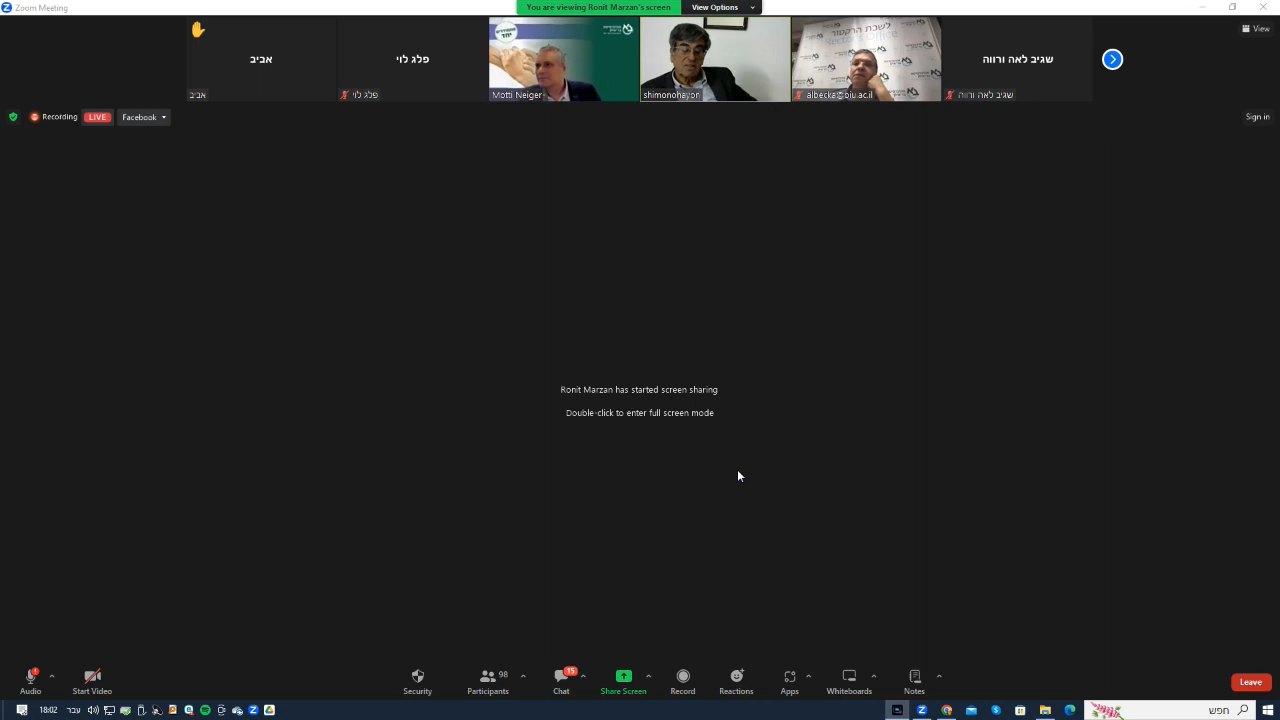 Zoom Meeting
You are viewing Ronit Marzan's screen
View Options
View
אביב
פלג לוי
שגיב לאה ורווה
לשכת הרקטור
אביב
פלג לוי
Motti Neiger
shimonohayon
albecka@biu.ac.il
שגיב לאה ורווה
Recording
LIVE
Facebook
Sign in
Ronit Marzan has started screen sharing
Double-click to enter full screen mode
98
15
Audio
Start Video
Security
Participants
Chat
Share Screen
Record
Reactions
Apps
Whiteboards
Notes
Leave
18:02
עבר
חפש